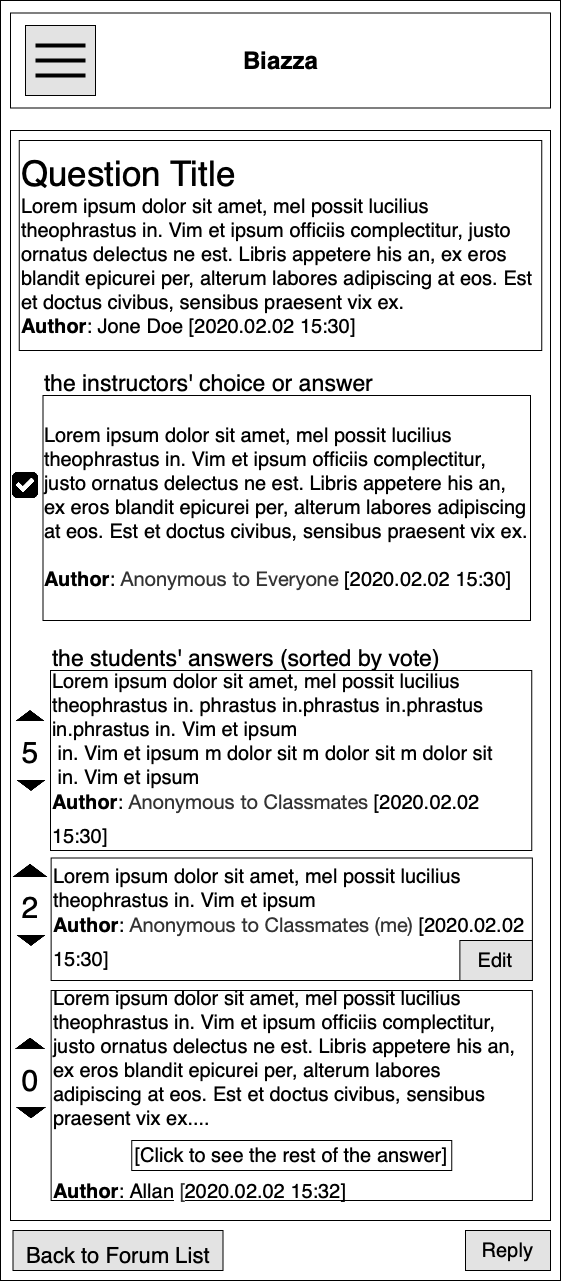 Biazza
Question Title
Lorem ipsum dolor sit amet, mel possit lucilius
theophrastus in. Vim et ipsum officiis complectitur, justo
ornatus delectus ne est. Libris appetere his an, ex eros
blandit epicurei per, alterum labores adipiscing at eos. Est
et doctus civibus, sensibus praesent vix ex.
Author: Jone Doe [2020.02.02 15:30]
the instructors' choice or answer
Lorem ipsum dolor sit amet, mel possit lucilius
theophrastus in. Vim et ipsum officiis complectitur,
justo ornatus delectus ne est. Libris appetere his an,
ex eros blandit epicurei per, alterum labores adipiscing
at eos. Est et doctus civibus, sensibus praesent vix ex.
Author: Anonymous to Everyone [2020.02.02 15:30]
the students' answers (sorted by vote)
5
Lorem ipsum dolor sit amet, mel possit lucilius
theophrastus in. phrastus in.phrastus in.phrastus
in.phrastus in. Vim et ipsum
in. Vim et ipsum m dolor sit m dolor sit m dolor sit
in. Vim et ipsum
Author: Anonymous to Classmates [2020.02.02
15:30]
2
Lorem ipsum dolor sit amet, mel possit lucilius
theophrastus in. Vim et ipsum
Author: Anonymous to Classmates (me) [2020.02.02
15:30]
Edit
0
Lorem ipsum dolor sit amet, mel possit lucilius
theophrastus in. Vim et ipsum officiis complectitur,
justo ornatus delectus ne est. Libris appetere his an,
ex eros blandit epicurei per, alterum labores
adipiscing at eos. Est et doctus civibus, sensibus
praesent vix ex....
[Click to see the rest of the answer]
Author: Allan [2020.02.02 15:32]
Back to Forum List
Reply